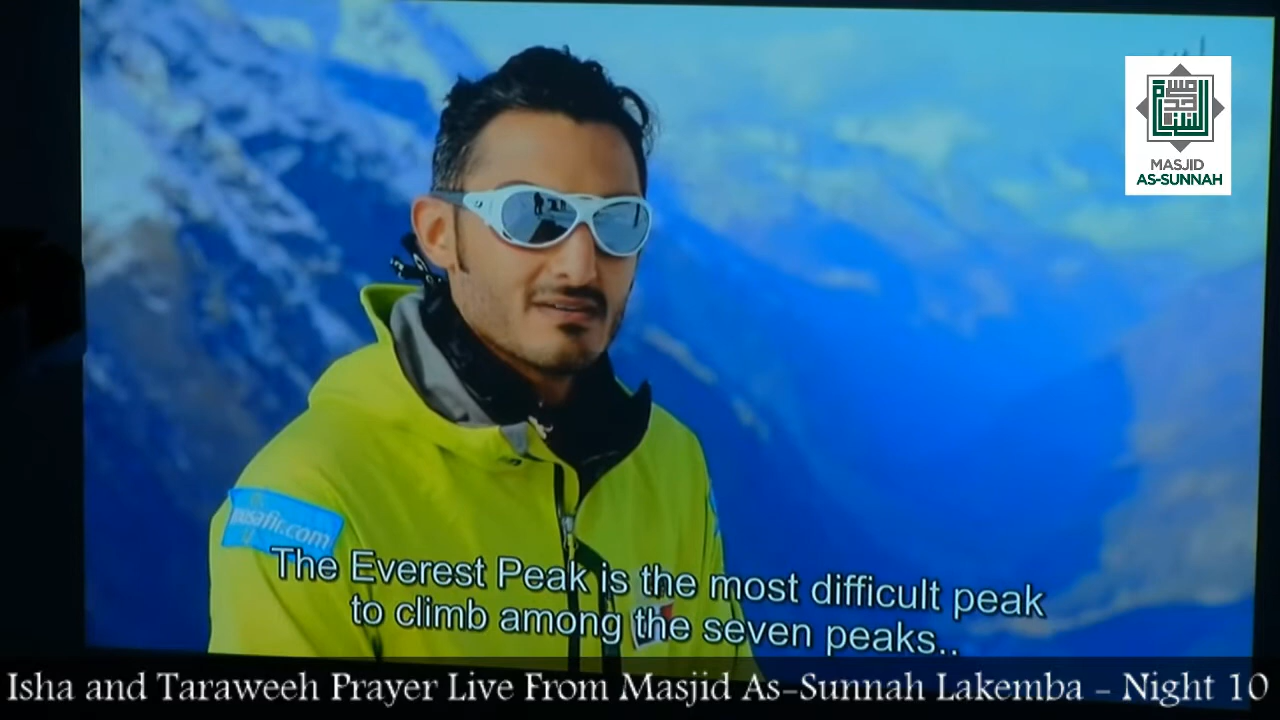 MASJID
AS-SUNNAH
musafir.com
The Everest Peak is the most difficult peak
to climb among the seven peaks..
Isha and Taraweeh Prayer Live From Masjid As-Sunnah Lakemba - Night 10